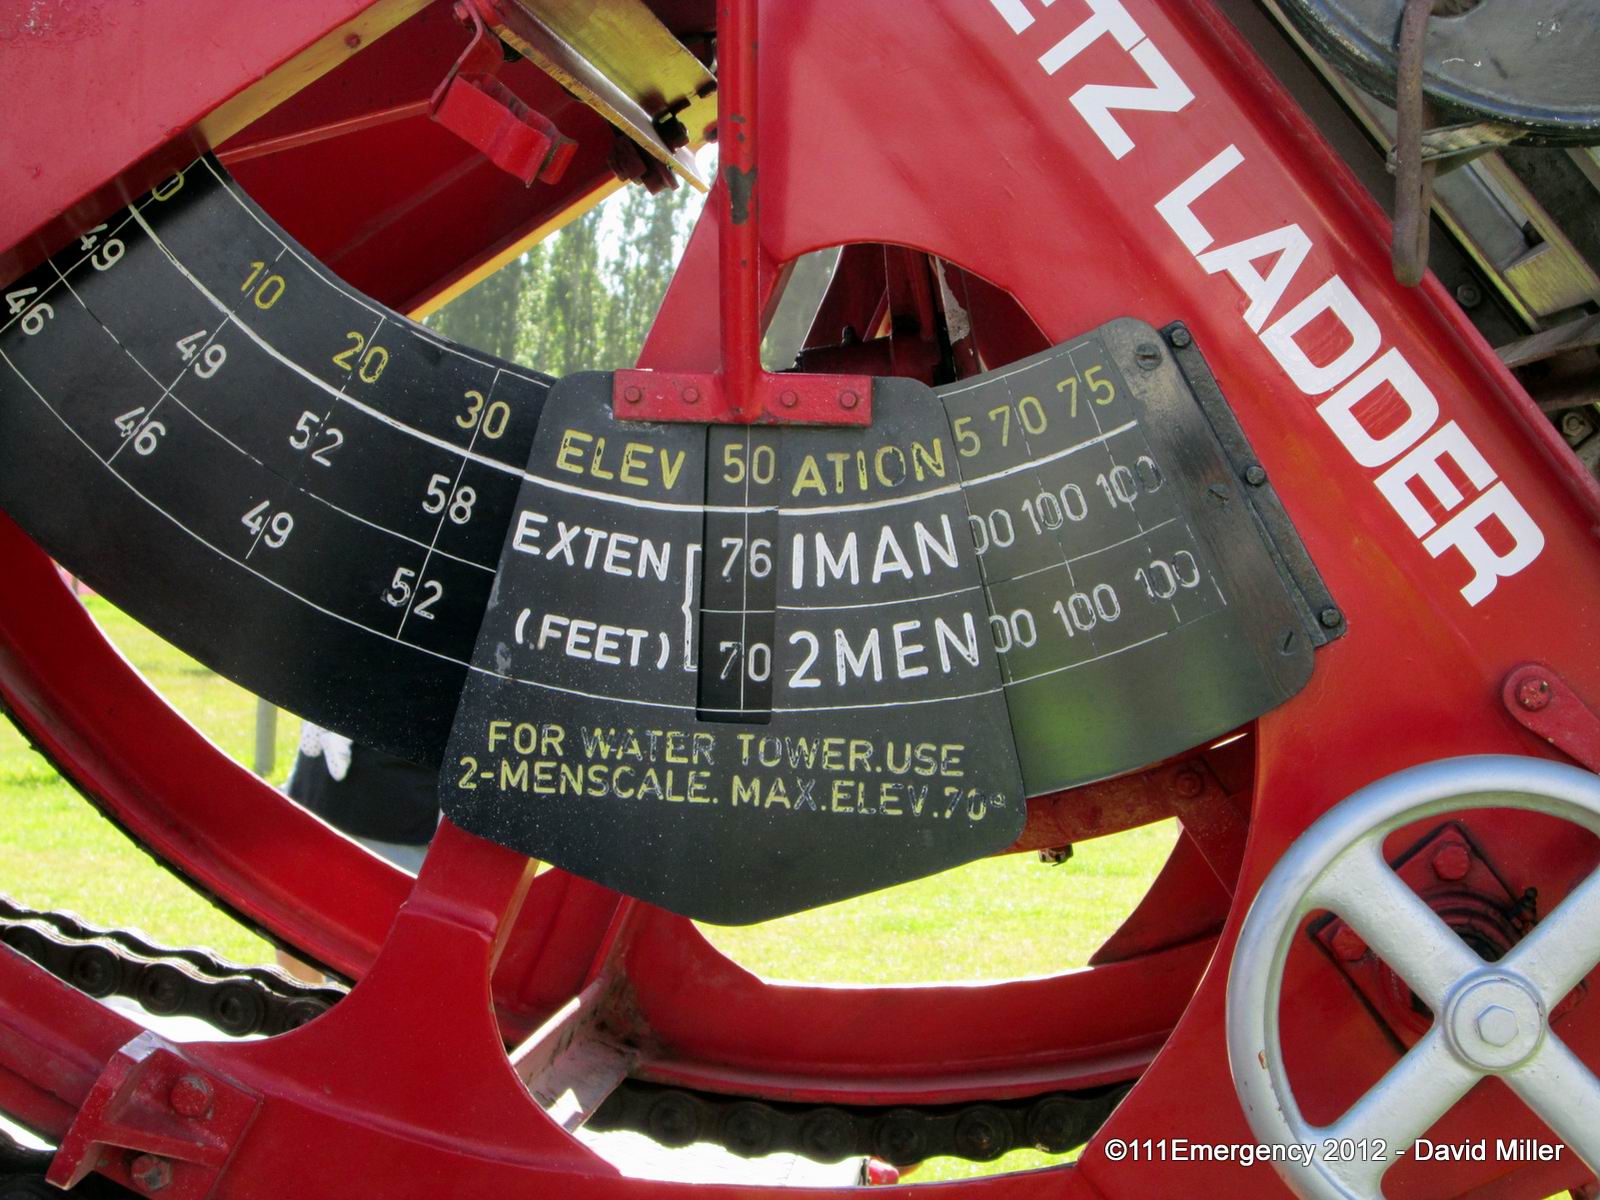 ETZ LADDER
0 10 20 30
49 49 52 58
46 46 49 52
ELEV 50 ATION 5 70 75
EXTEN 76 1MAN 00 100 100
(FEET) 70 2MEN 00 100 100
FOR WATER TOWER.USE
2-MENSCALE. MAX.ELEV.70°
©111Emergency 2012 - David Miller